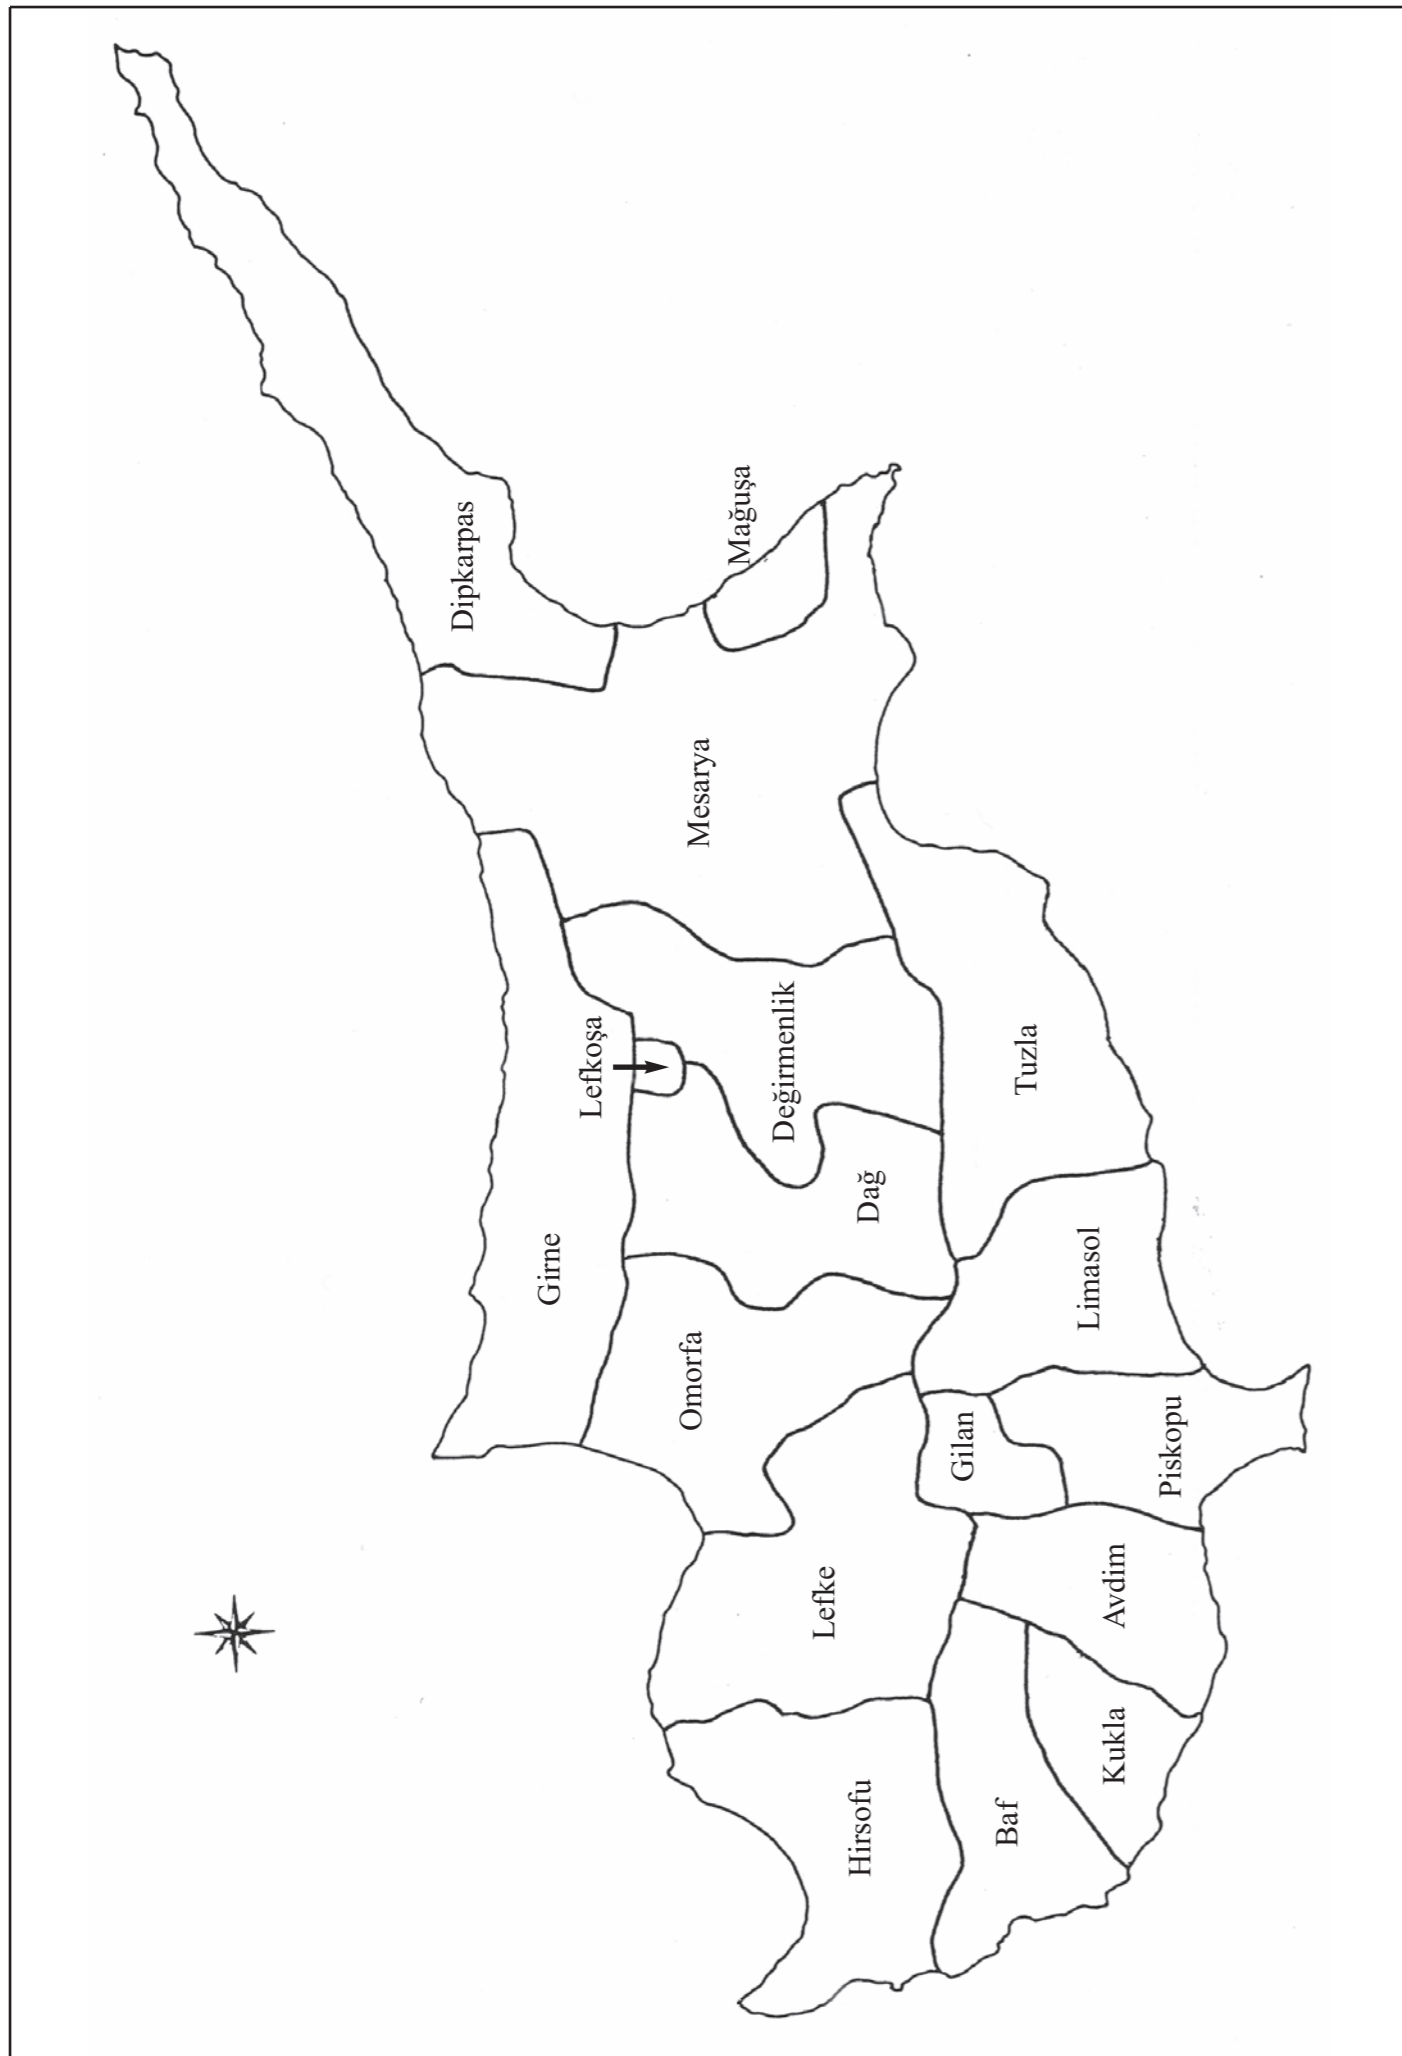 Dipkarpas
Mağuşa
Mesarya
Girne
Lefkoşa
Değirmenlik
Dağ
Tuzla
Omorfa
Limasol
Gilan
Piskopu
Lefke
Avdim
Hirsofu
Baf
Kukla